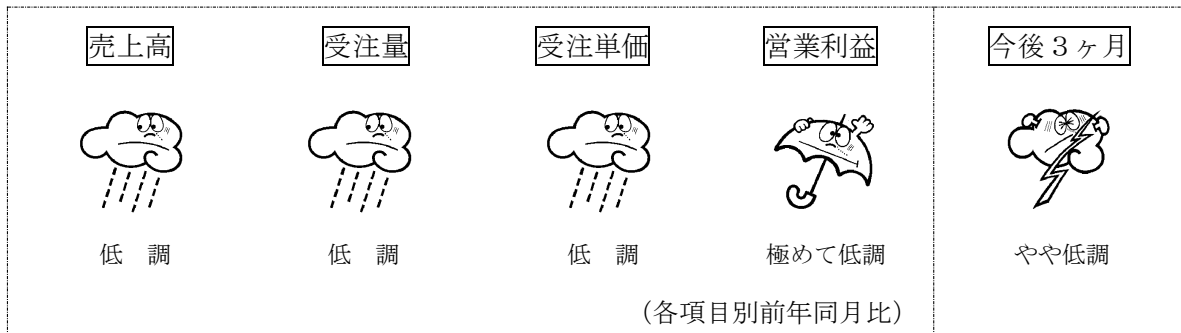 売上高 受注量 受注単価 営業利益 今後３ヶ月
低 調 低 調 低 調 極めて低調 やや低調
（各項目別前年同月比）